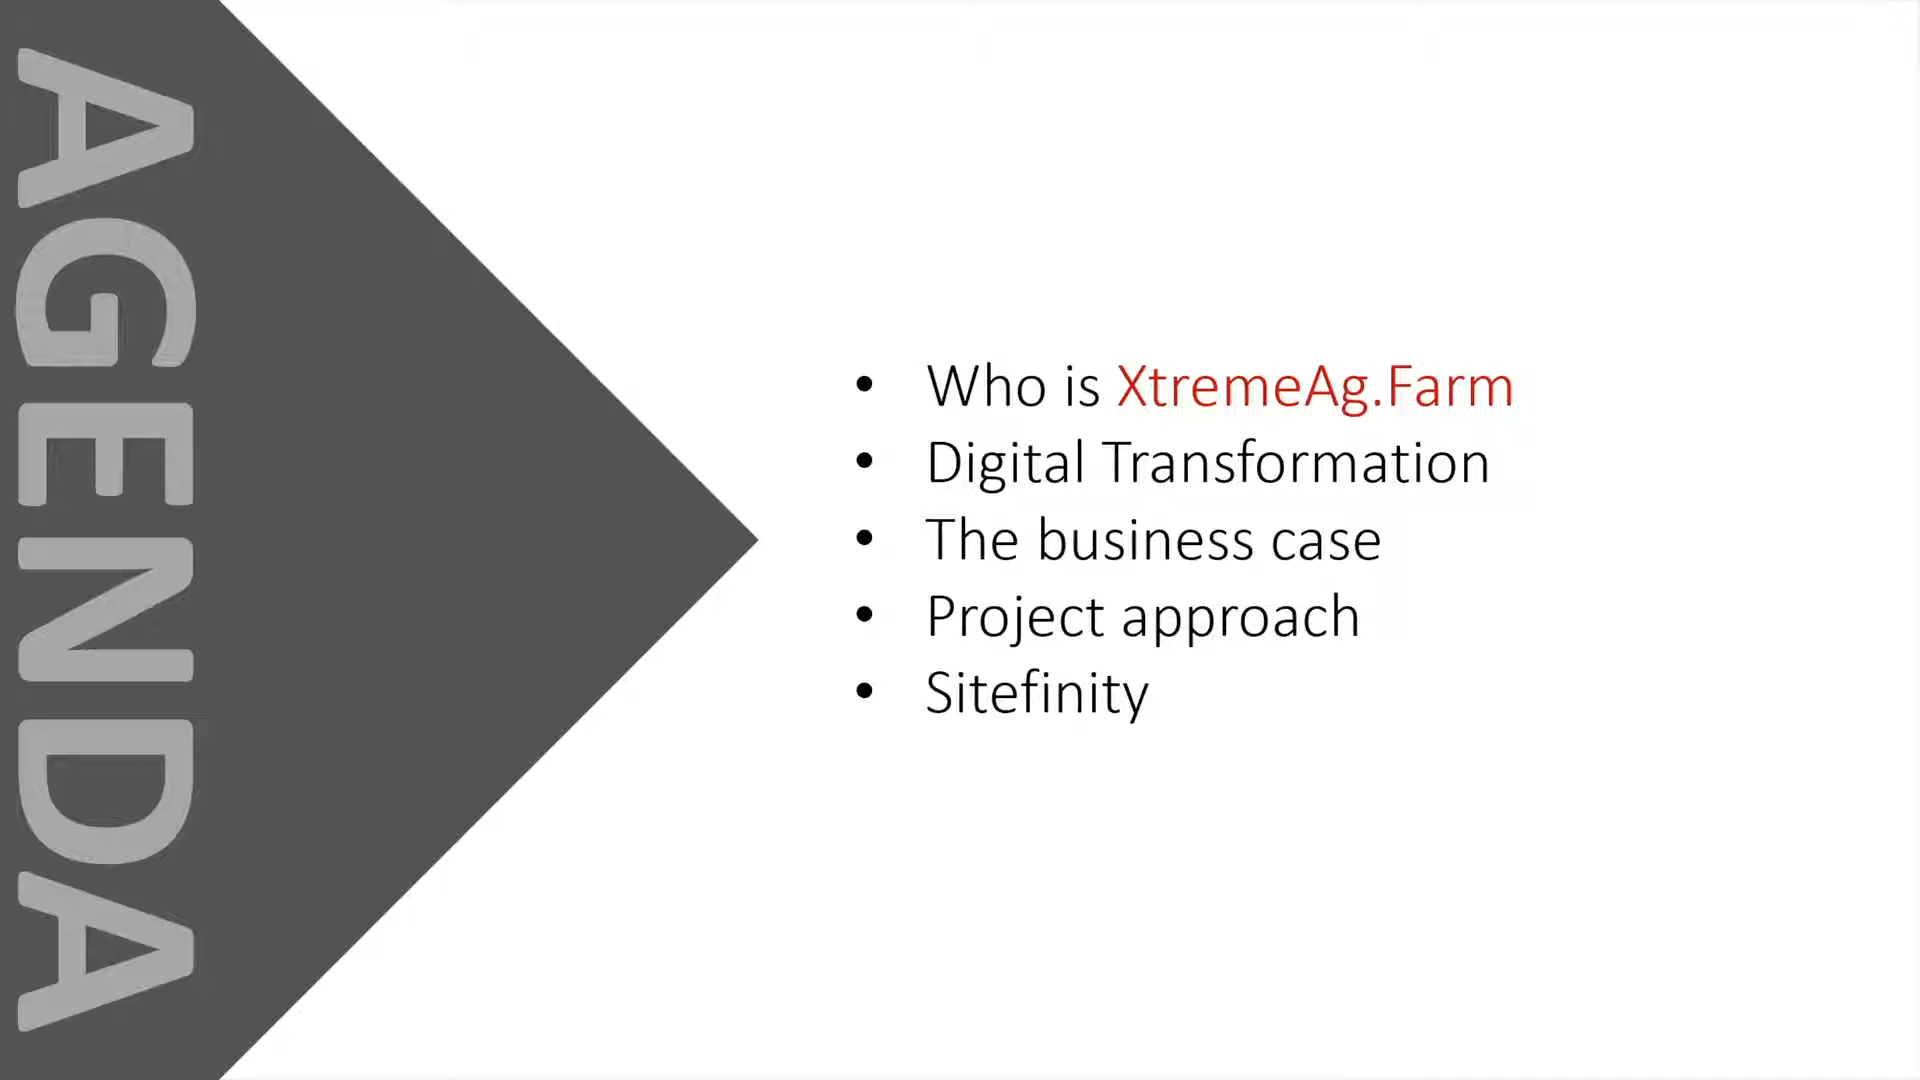 AGENDA
• Who is XtremeAg.Farm
• Digital Transformation
• The business case
• Project approach
• Sitefinity